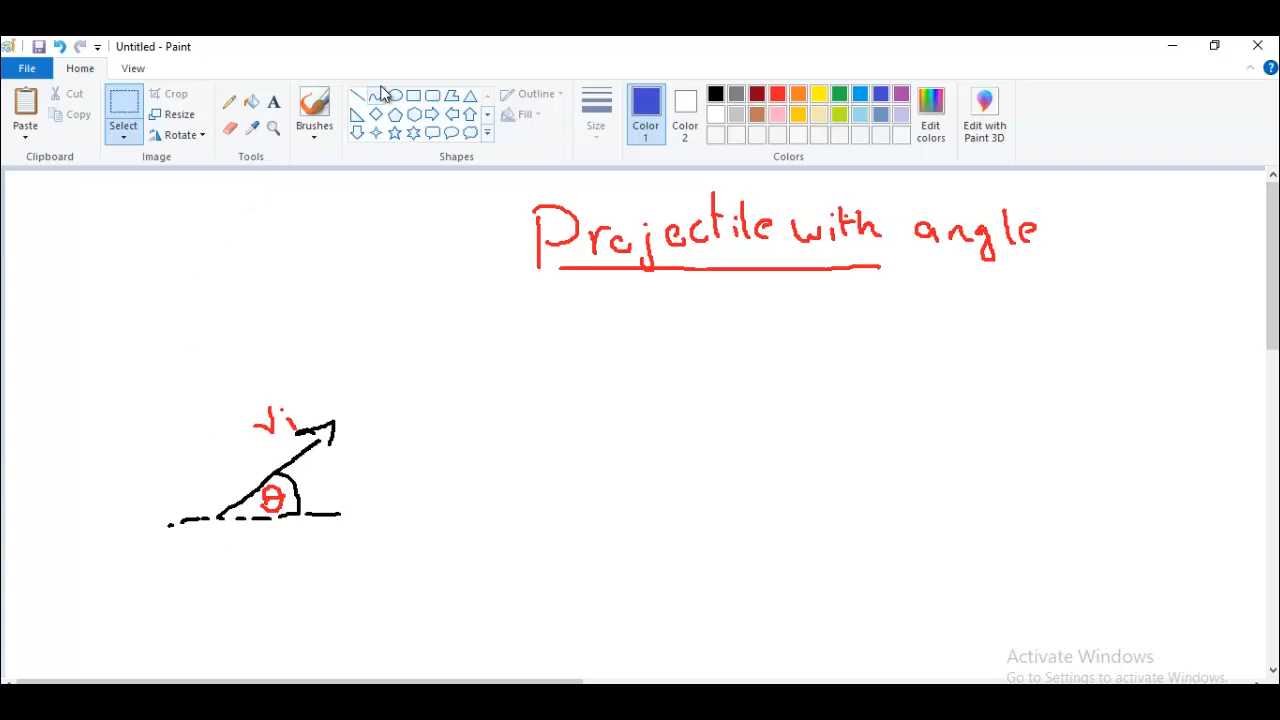 Untitled - Paint
File Home View
Cut
Copy
Paste
Clipboard
Select
Crop
Resize
Rotate
Image
A
Tools
Brushes
Outline
Fill
Shapes
Size
Color 1
Color 2
Edit colors
Colors
Edit with Paint 3D
Projectile with angle
Vi
θ
Activate Windows
Go to Settings to activate Windows.